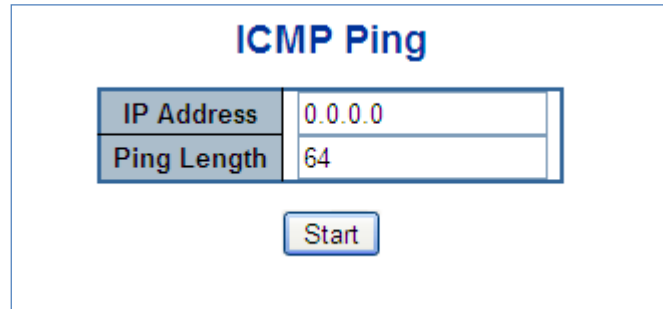 ICMP Ping
IP Address 0.0.0.0
Ping Length 64
Start